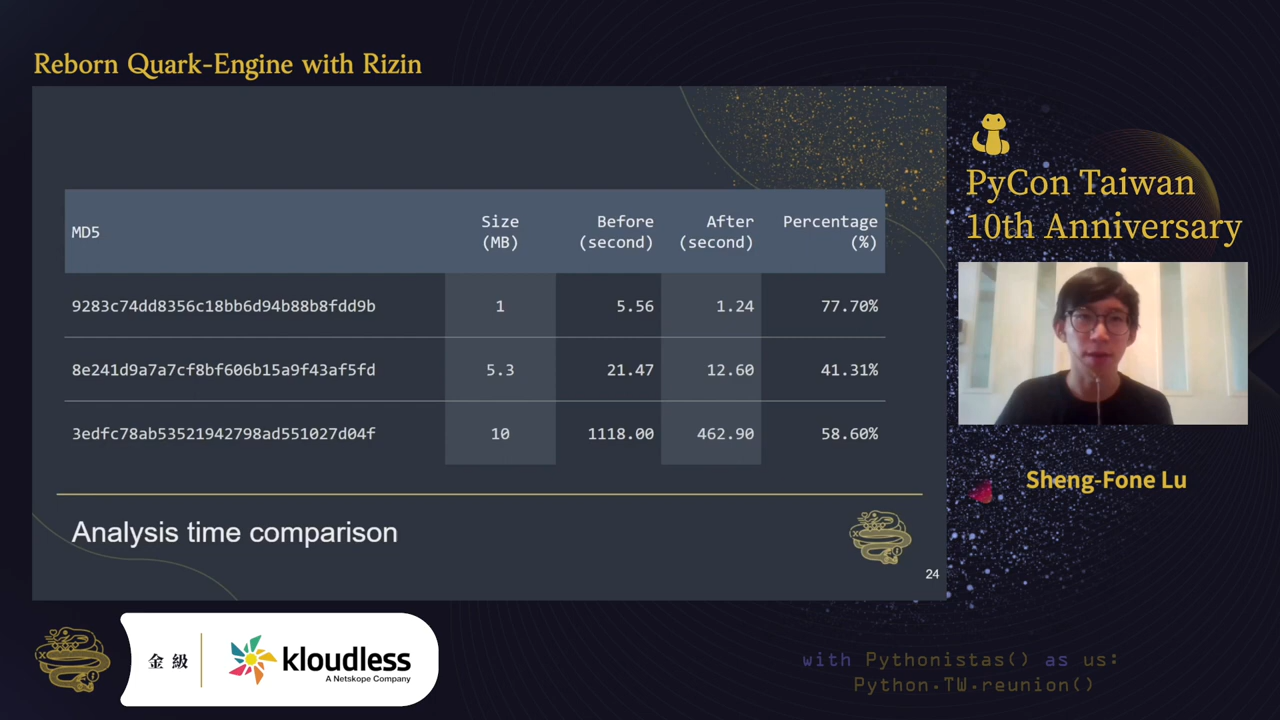 Reborn Quark-Engine with Rizin
MD5 Size (MB) Before (second) After (second) Percentage (%)
9283c74dd8356c18bb6d94b88b8fdd9b 1 5.56 1.24 77.70%
8e241d9a7a7cf8bf606b15a9f43af5fd 5.3 21.47 12.60 41.31%
3edfc78ab53521942798ad551027d04f 10 1118.00 462.90 58.60%
Analysis time comparison
24
PyCon Taiwan
10th Anniversary
Sheng-Fone Lu
金級
kloudless
A Netskope Company
with Pythonistas() as us:
Python.TW.reunion()